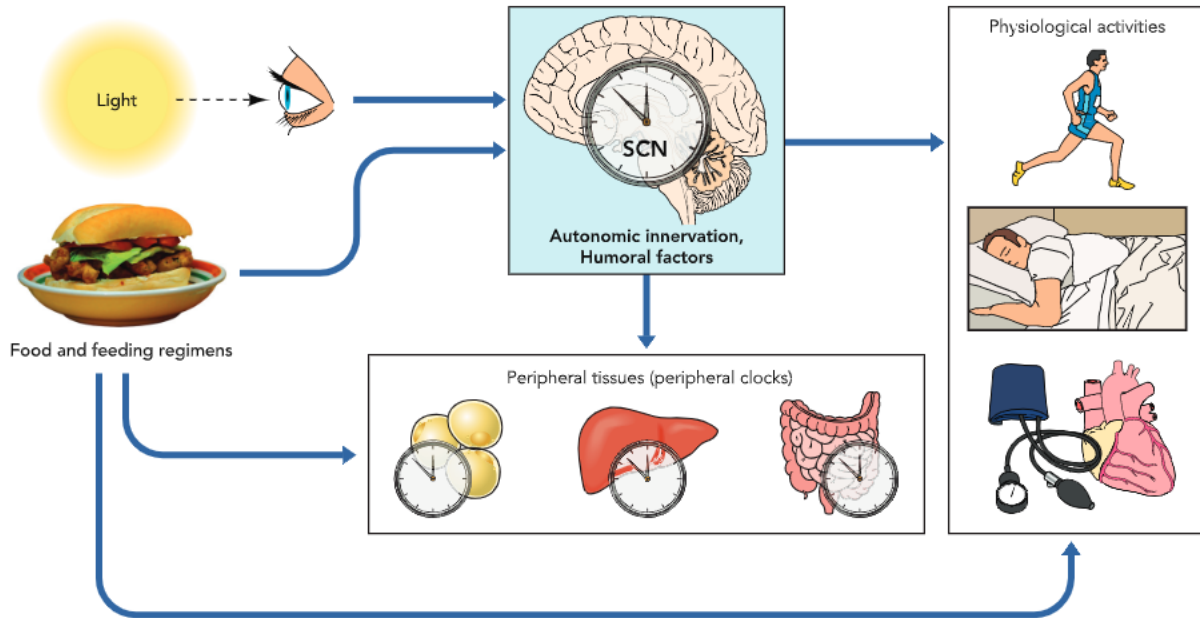 Light
Food and feeding regimens
SCN
Autonomic innervation,
Humoral factors
Peripheral tissues (peripheral clocks)
Physiological activities